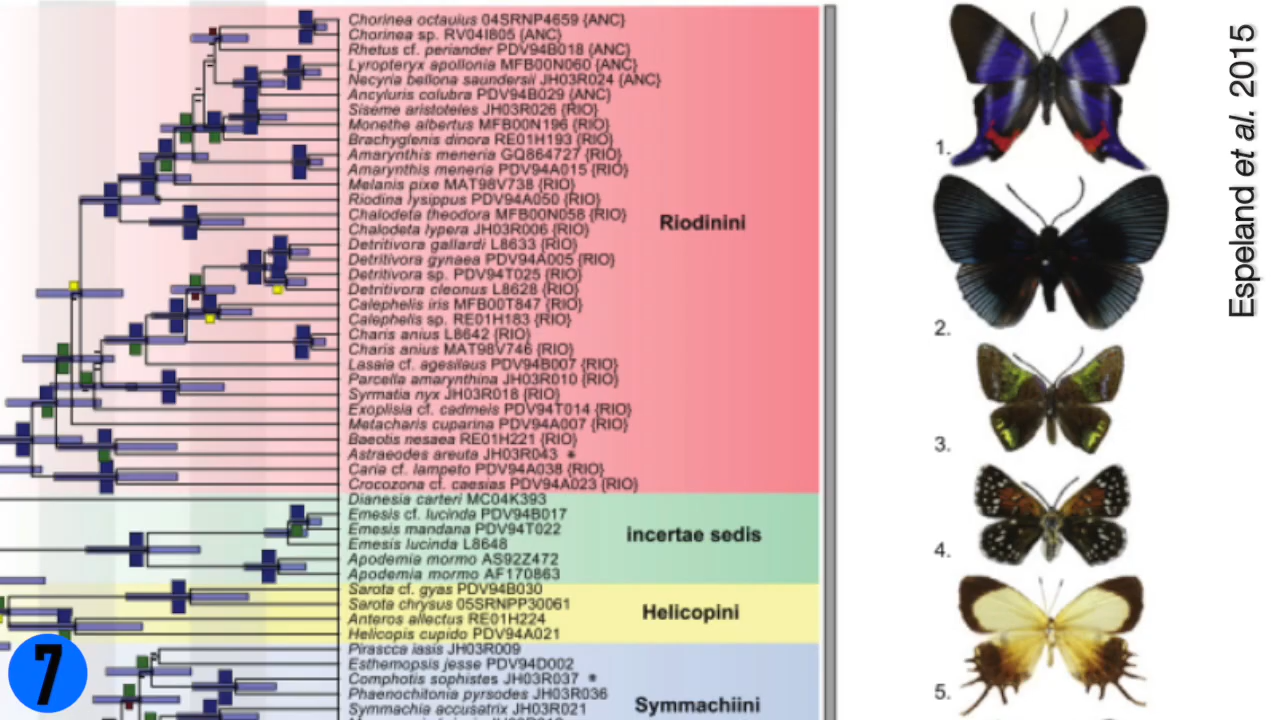 Chorinea octauius 04SRNP4659 {ANC}
Chorinea sp. RV04I805 {ANC}
Rhetus cf. periander PDV94B018 {ANC}
Lyropteryx apollonia MFB00N060 {ANC}
Necyria bellona saundersii JH03R024 {ANC}
Ancyluris colubra PDV94B029 {ANC}
Siseme aristoteles JH03R026 {RIO}
Monethe albertus MFB00N196 {RIO}
Brachyglenis dinora RE01H193 {RIO}
Amarynthis meneria GQ864727 {RIO}
Amarynthis meneria PDV94A015 {RIO}
Melanis pixe MAT98V738 {RIO}
Riodina lysippus PDV94A050 {RIO}
Chalodeta theodora MFB00N058 {RIO}
Chalodeta lypera JH03R006 {RIO}
Detritivora gallardi L8633 {RIO}
Detritivora gynaea PDV94A005 {RIO}
Detritivora sp. PDV94T025 {RIO}
Detritivora cleonus L8628 {RIO}
Calephelis iris MFB00T847 {RIO}
Calephelis sp. RE01H183 {RIO}
Charis anius L8642 {RIO}
Charis anius MAT98V746 {RIO}
Lasaia cf. agesilaus PDV94B007 {RIO}
Parcella amarynthina JH03R010 {RIO}
Syrmatia nyx JH03R018 {RIO}
Exoplisia cf. cadmeis PDV94T014 {RIO}
Metacharis cuparina PDV94A007 {RIO}
Baeotis nesaea RE01H221 {RIO}
Astraeodes areuta JH03R043 *
Caria cf. lampeto PDV94A038 {RIO}
Crocozona cf. caesias PDV94A023 {RIO}
Riodinini
Dianesia carteri MC04K393
Emesis cf. lucinda PDV94B017
Emesis mandana PDV94T022
Emesis lucinda L8648
Apodemia mormo AS92Z472
Apodemia mormo AF170863
incertae sedis
Sarota cf. gyas PDV94B030
Sarota chrysus 05SRNPP30061
Anteros allectus RE01H224
Helicopis cupido PDV94A021
Helicopini
Pirascca iasis JH03R009
Esthemopsis jesse PDV94D002
Comphotis sophistes JH03R037 *
Phaenochitonia pyrsodes JH03R036
Symmachia accusatrix JH03R021
Symmachiini
7
1.
2.
3.
4.
5.
Espeland et al. 2015